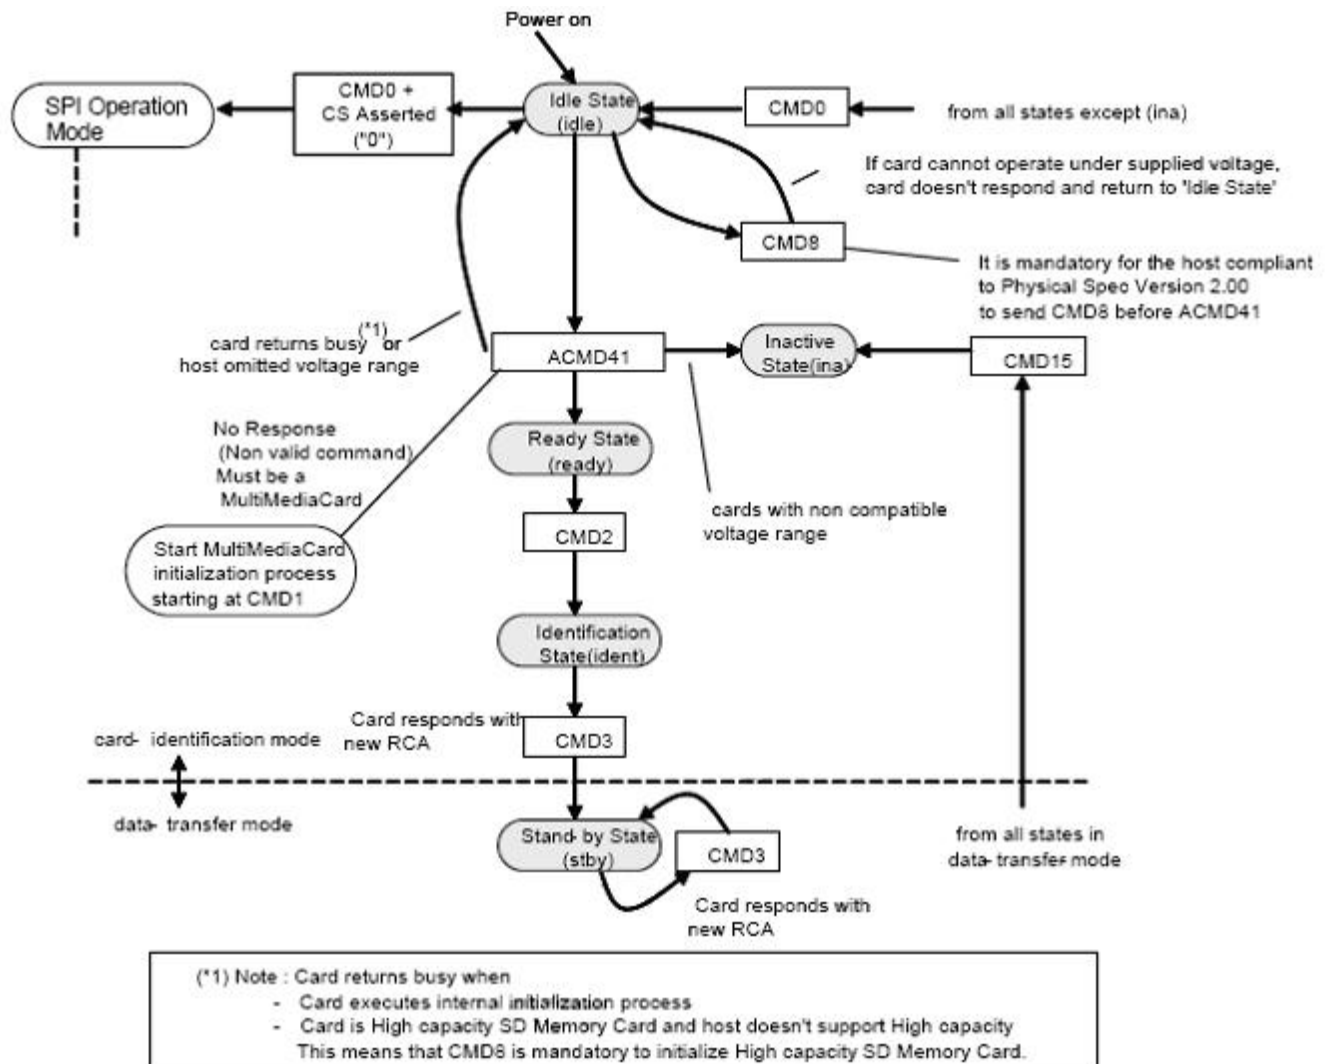 Power on
SPI Operation
Mode
CMD0 +
CS Asserted
("0")
Idle State
(idle)
CMD0
from all states except (ina)
If card cannot operate under supplied voltage,
card doesn't respond and return to 'Idle State'
CMD8
It is mandatory for the host compliant
to Physical Spec Version 2.00
to send CMD8 before ACMD41
card returns busy (*1) or
host omitted voltage range
ACMD41
Inactive
State(ina)
CMD15
No Response
(Non valid command)
Must be a
MultiMediaCard
Ready State
(ready)
cards with non compatible
voltage range
CMD2
Start MultiMediaCard
initialization process
starting at CMD1
Identification
State(ident)
Card responds with
new RCA
CMD3
card- identification mode
data- transfer mode
from all states in
data-transfer mode
Stand-by State
(stby)
CMD3
Card responds with
new RCA
(*1) Note : Card returns busy when
- Card executes internal initialization process
- Card is High capacity SD Memory Card and host doesn't support High capacity
This means that CMD8 is mandatory to initialize High capacity SD Memory Card.